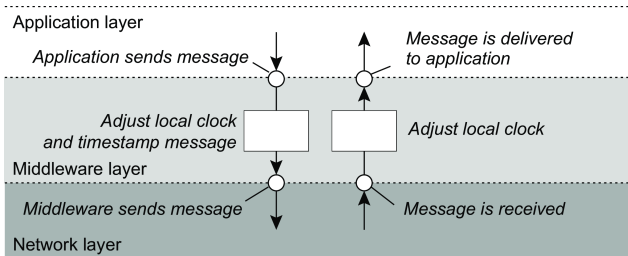 Application layer
Application sends message
Message is delivered
to application
Adjust local clock
and timestamp message
Adjust local clock
Middleware layer
Middleware sends message
Message is received
Network layer